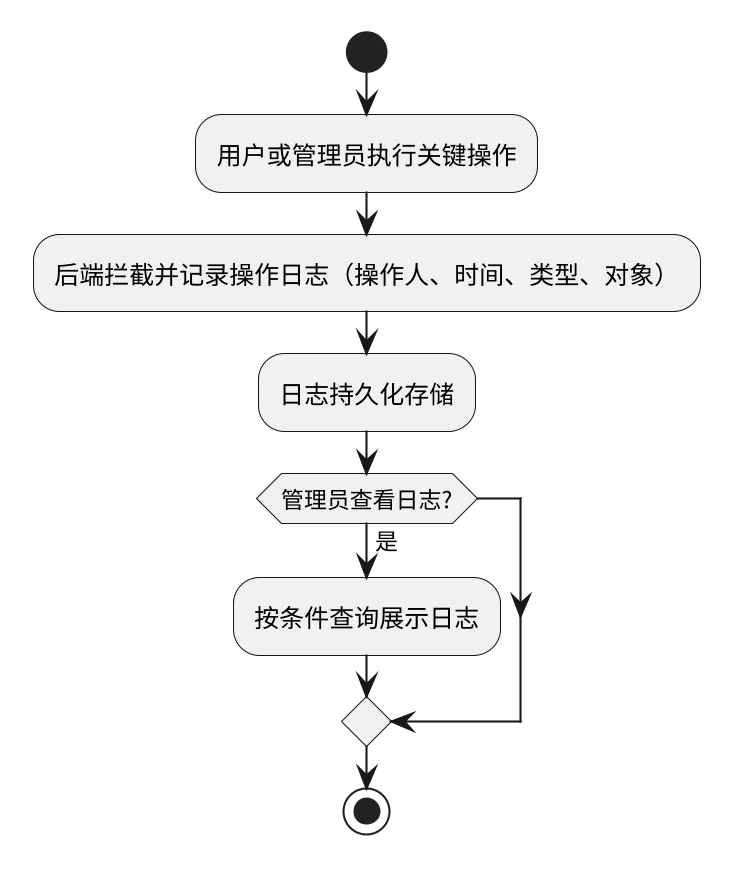 用户或管理员执行关键操作
后端拦截并记录操作日志（操作人、时间、类型、对象）
日志持久化存储
管理员查看日志?
是
按条件查询展示日志